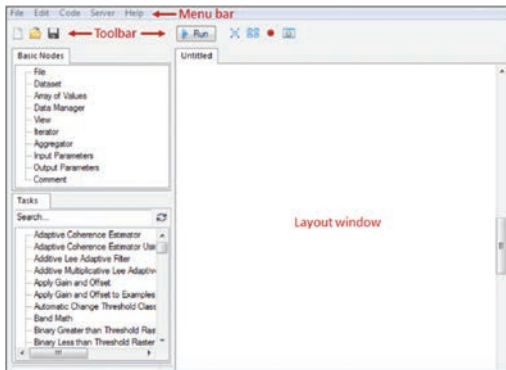 File Edit Code Server Help Menu bar
Toolbar Run
Basic Nodes
Untitled
File
Dataset
Array of Values
Data Manager
View
Iterator
Aggregator
Input Parameters
Output Parameters
Comment
Tasks
Search...
Layout window
Adaptive Coherence Estimator
Adaptive Coherence Estimator Usi
Additive Lee Adaptive Filter
Additive Multiplicative Lee Adaptive
Apply Gain and Offset
Apply Gain and Offset to Examples
Automatic Change Threshold Class
Band Math
Binary Greater than Threshold Ras
Binary Less than Threshold Raster